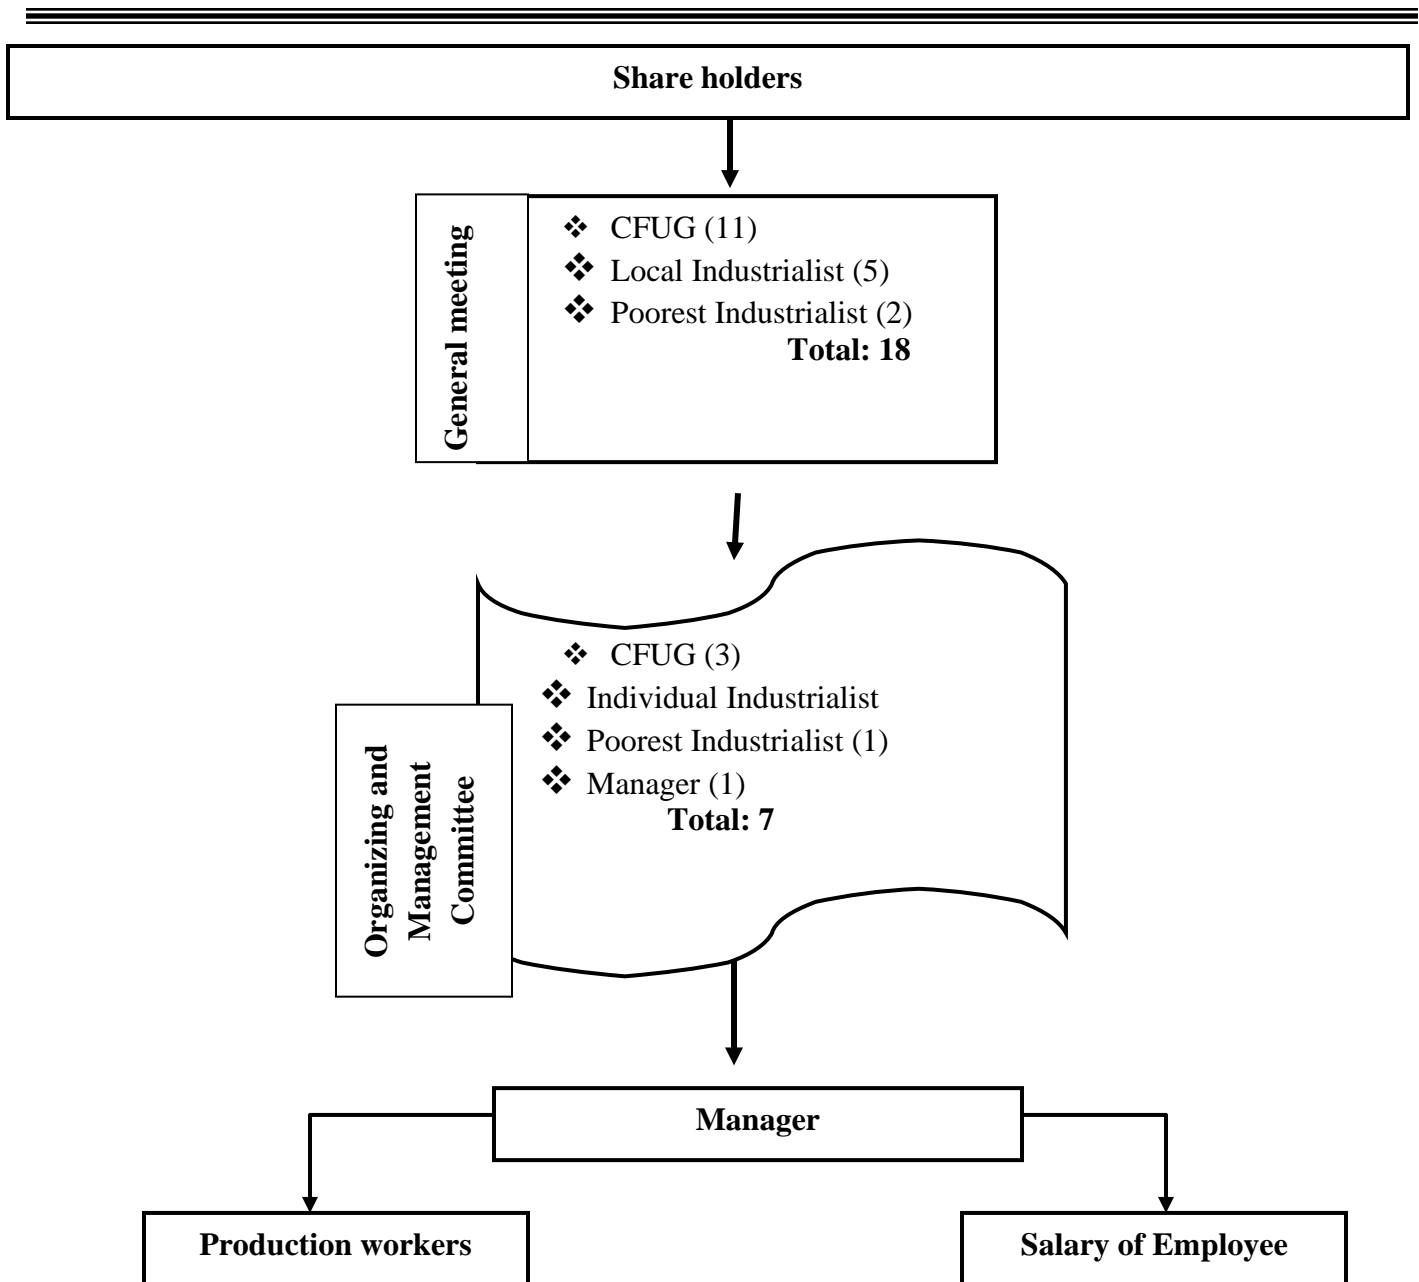 Share holders
General meeting
❖ CFUG (11)
❖ Local Industrialist (5)
❖ Poorest Industrialist (2)
Total: 18
Organizing and
Management
Committee
❖ CFUG (3)
❖ Individual Industrialist
❖ Poorest Industrialist (1)
❖ Manager (1)
Total: 7
Manager
Production workers
Salary of Employee